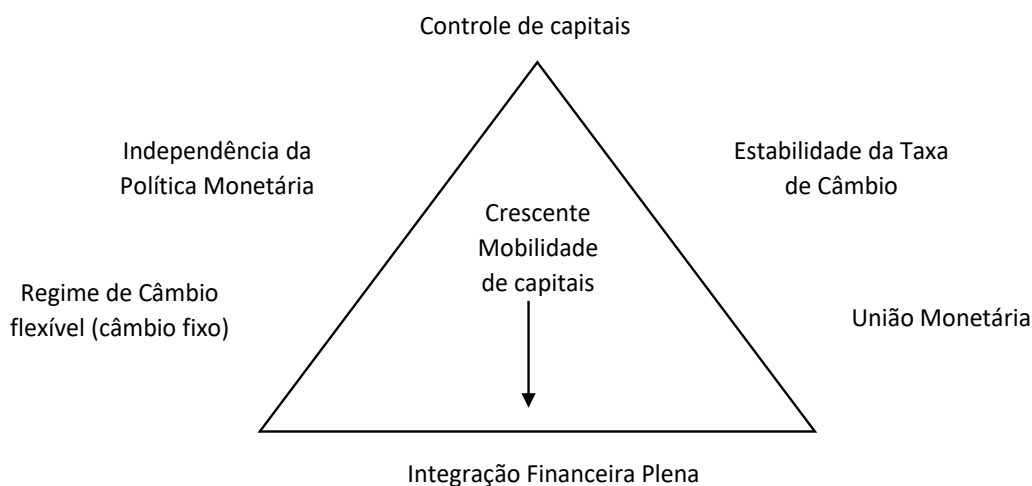 Controle de capitais
Independência da
Política Monetária
Estabilidade da Taxa
de Câmbio
Crescente
Mobilidade
de capitais
Regime de Câmbio
flexível (câmbio fixo)
União Monetária
Integração Financeira Plena